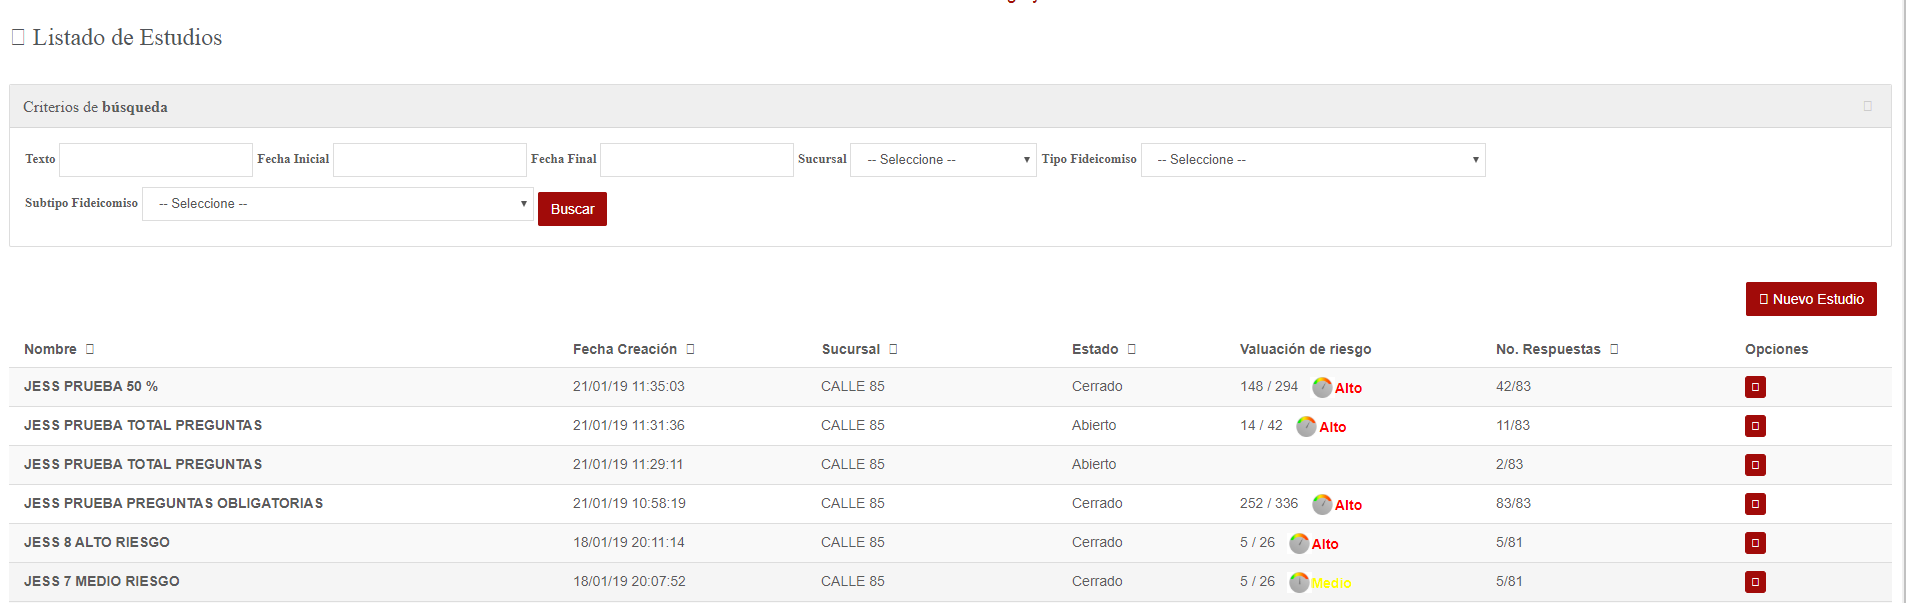 Listado de Estudios
Criterios de búsqueda
Texto Fecha Inicial Fecha Final Sucursal -- Seleccione -- Tipo Fideicomiso -- Seleccione --
Subtipo Fideicomiso -- Seleccione -- Buscar
Nuevo Estudio
Nombre Fecha Creación Sucursal Estado Valuación de riesgo No. Respuestas Opciones
JESS PRUEBA 50 % 21/01/19 11:35:03 CALLE 85 Cerrado 148 / 294 Alto 42/83
JESS PRUEBA TOTAL PREGUNTAS 21/01/19 11:31:36 CALLE 85 Abierto 14 / 42 Alto 11/83
JESS PRUEBA TOTAL PREGUNTAS 21/01/19 11:29:11 CALLE 85 Abierto 2/83
JESS PRUEBA PREGUNTAS OBLIGATORIAS 21/01/19 10:58:19 CALLE 85 Cerrado 252 / 336 Alto 83/83
JESS 8 ALTO RIESGO 18/01/19 20:11:14 CALLE 85 Cerrado 5 / 26 Alto 5/81
JESS 7 MEDIO RIESGO 18/01/19 20:07:52 CALLE 85 Cerrado 5 / 26 Medio 5/81